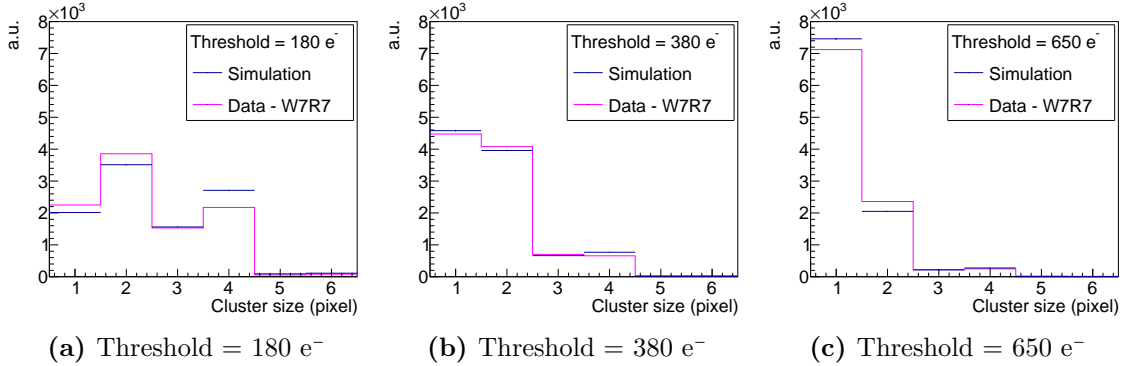 ×10³
a.u.
8
7
6
5
4
3
2
1
0
Threshold = 180 e⁻
Simulation
Data - W7R7
1 2 3 4 5 6
Cluster size (pixel)
(a) Threshold = 180 e⁻
×10³
a.u.
8
7
6
5
4
3
2
1
0
Threshold = 380 e⁻
Simulation
Data - W7R7
1 2 3 4 5 6
Cluster size (pixel)
(b) Threshold = 380 e⁻
×10³
a.u.
8
7
6
5
4
3
2
1
0
Threshold = 650 e⁻
Simulation
Data - W7R7
1 2 3 4 5 6
Cluster size (pixel)
(c) Threshold = 650 e⁻